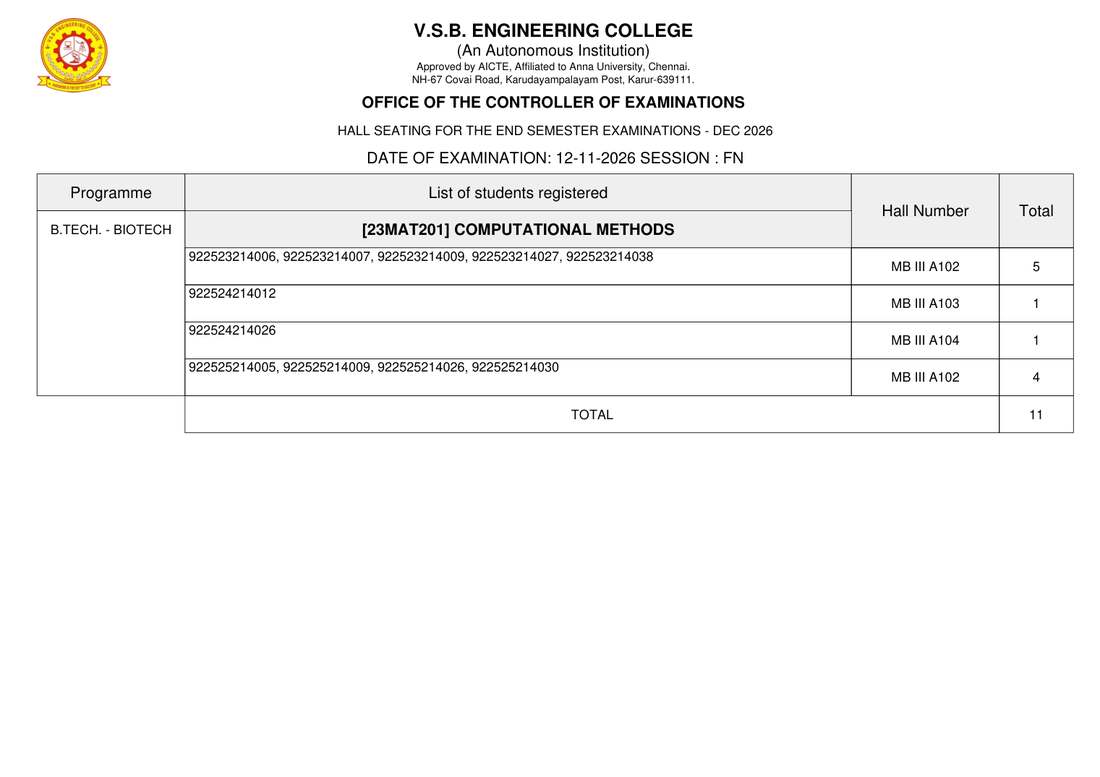 V.S.B. ENGINEERING COLLEGE
(An Autonomous Institution)
Approved by AICTE, Affiliated to Anna University, Chennai.
NH-67 Covai Road, Karudayampalayam Post, Karur-639111.
OFFICE OF THE CONTROLLER OF EXAMINATIONS
HALL SEATING FOR THE END SEMESTER EXAMINATIONS - DEC 2026
DATE OF EXAMINATION: 12-11-2026 SESSION : FN
Programme List of students registered Hall Number Total
B.TECH. - BIOTECH [23MAT201] COMPUTATIONAL METHODS
922523214006, 922523214007, 922523214009, 922523214027, 922523214038 MB III A102 5
922524214012 MB III A103 1
922524214026 MB III A104 1
922525214005, 922525214009, 922525214026, 922525214030 MB III A102 4
TOTAL 11